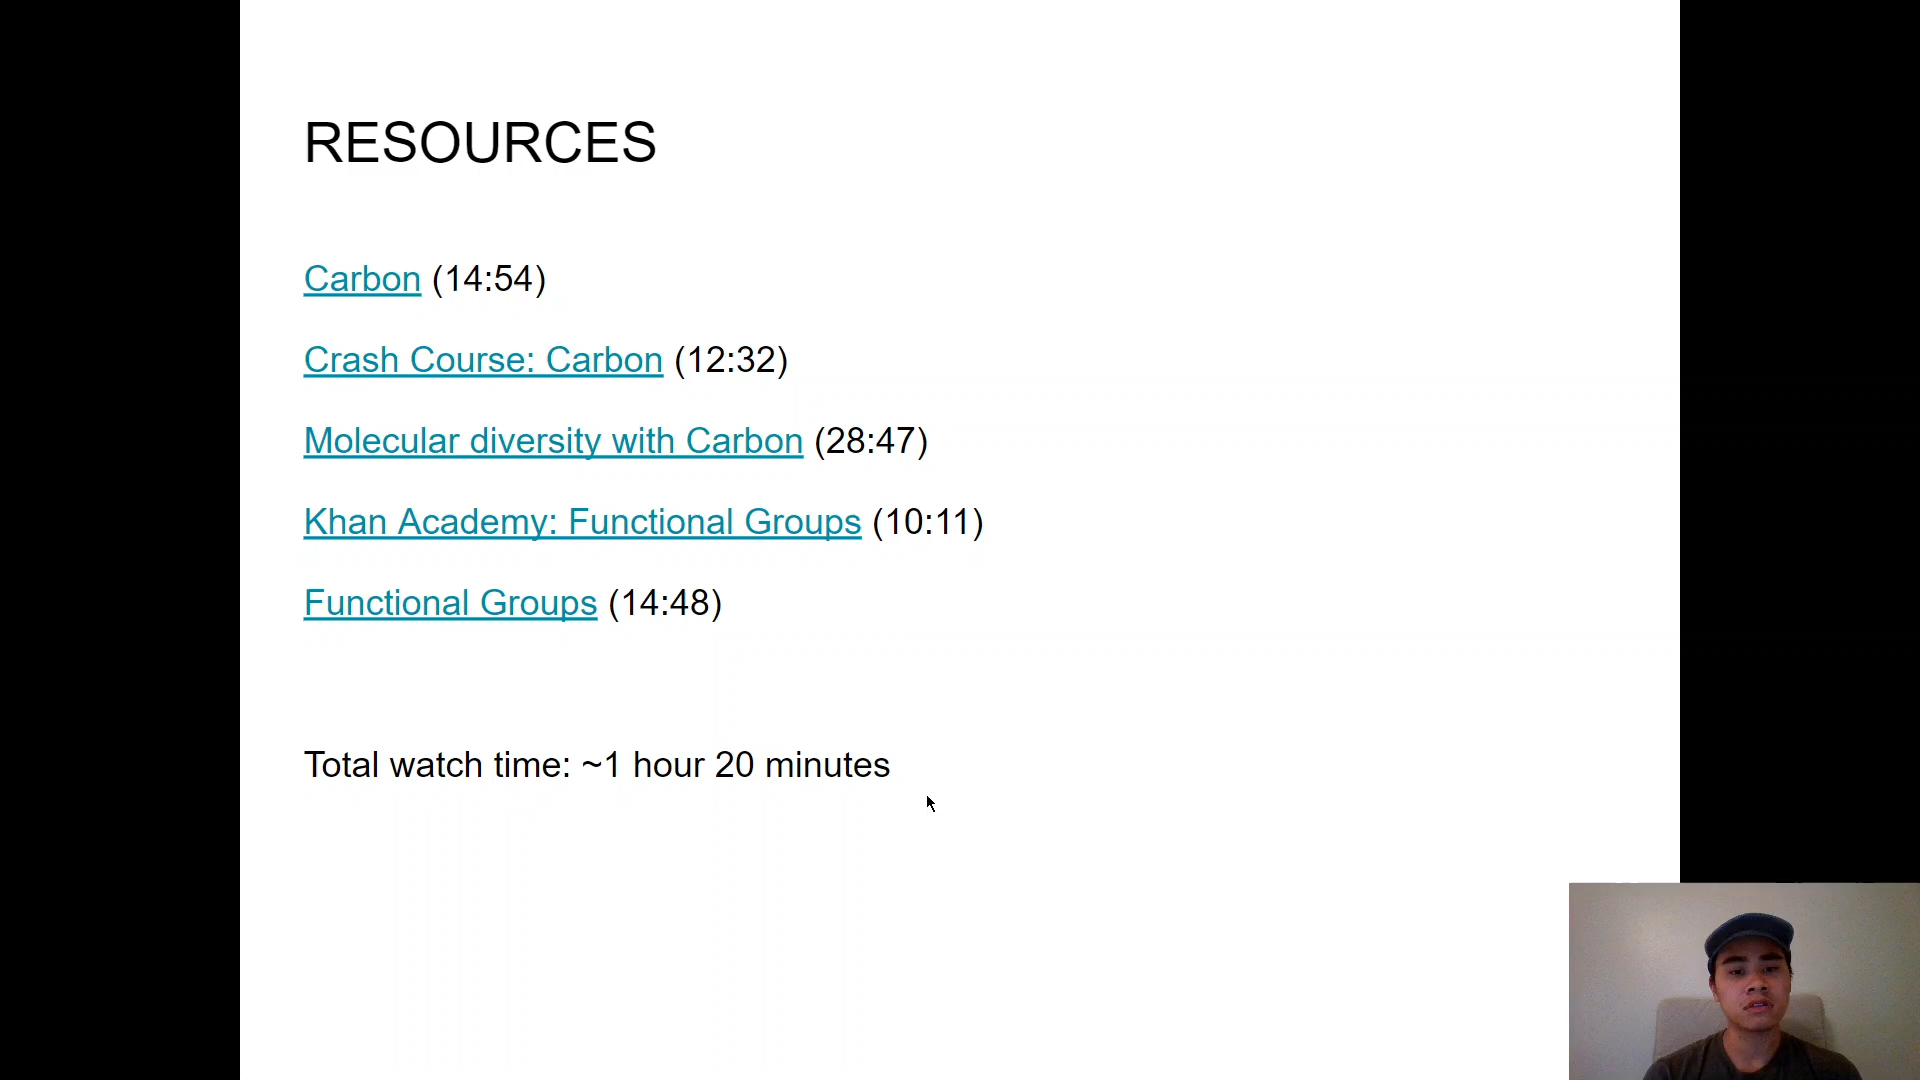 RESOURCES
Carbon (14:54)
Crash Course: Carbon (12:32)
Molecular diversity with Carbon (28:47)
Khan Academy: Functional Groups (10:11)
Functional Groups (14:48)
Total watch time: ~1 hour 20 minutes